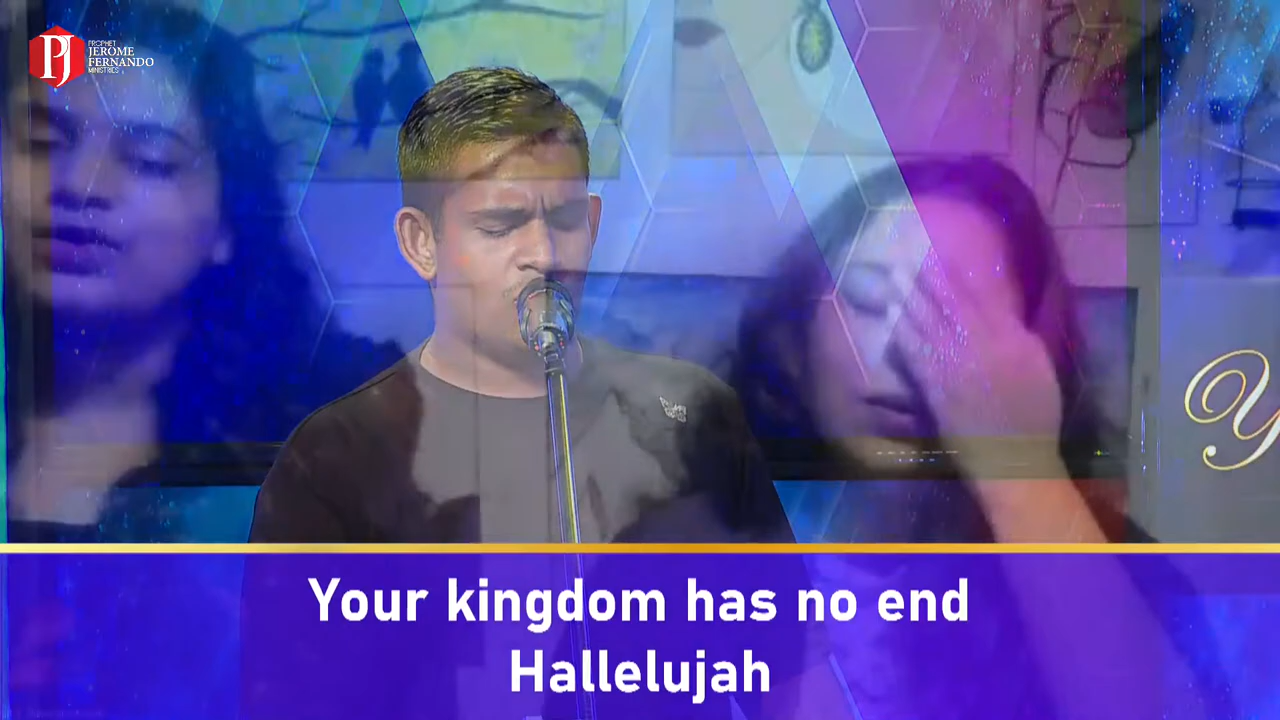 PROPHET
JEROME
FERNANDO
MINISTRIES
PJ
Y
Your kingdom has no end
Hallelujah